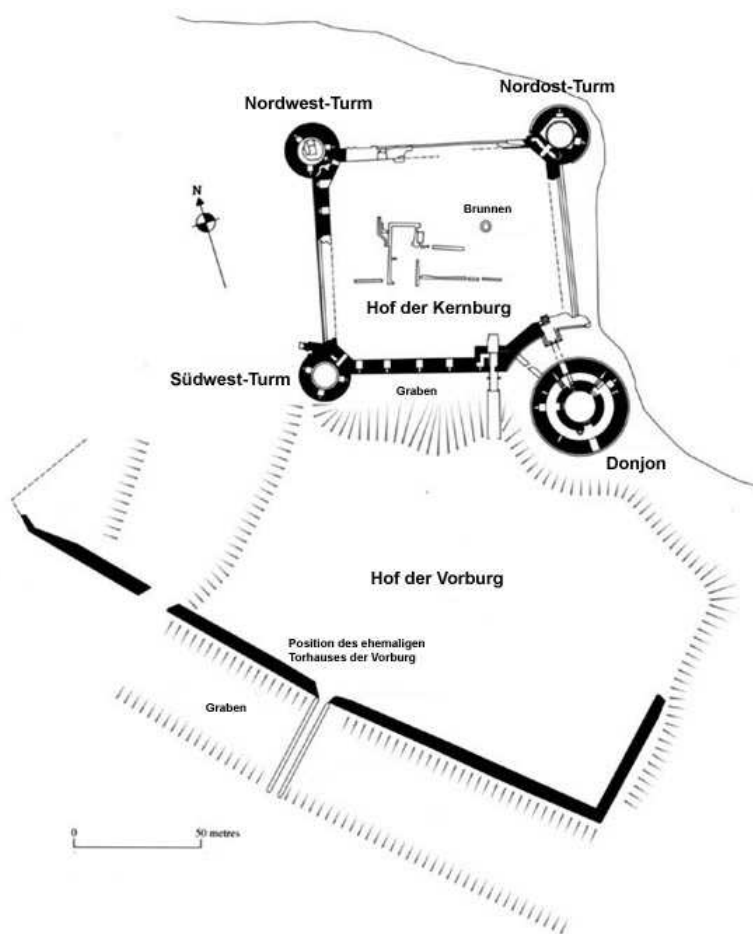 Nordost-Turm
Nordwest-Turm
N
Brunnen
Hof der Kernburg
Südwest-Turm
Graben
Donjon
Hof der Vorburg
Position des ehemaligen
Torhauses der Vorburg
Graben
0 50 metres